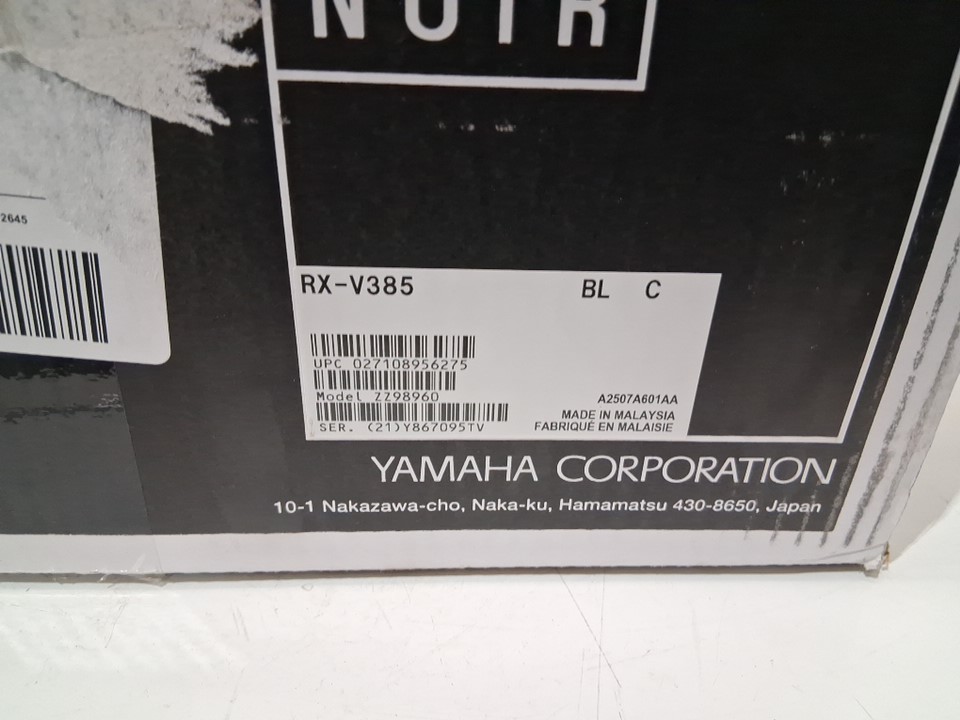 NOIR
2645
RX-V385 BL C
UPC 027108956275
Model ZZ98960
A2507A601AA
SER. (21)Y867095TV
MADE IN MALAYSIA
FABRIQUÉ EN MALAISIE
YAMAHA CORPORATION
10-1 Nakazawa-cho, Naka-ku, Hamamatsu 430-8650, Japan